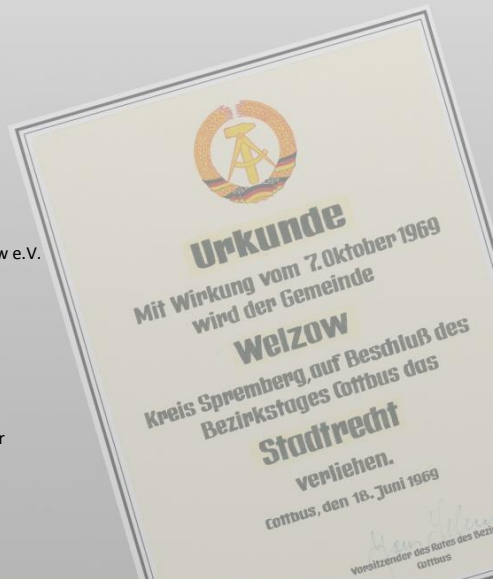 w e.V.
r
Urkunde
Mit Wirkung vom 7. Oktober 1969
wird der Gemeinde
Welzow
Kreis Spremberg, auf Beschluß des
Bezirkstages Cottbus das
Stadtrecht
verliehen.
Cottbus, den 18. Juni 1969
Vorsitzender des Rates des Bezi
Cottbus